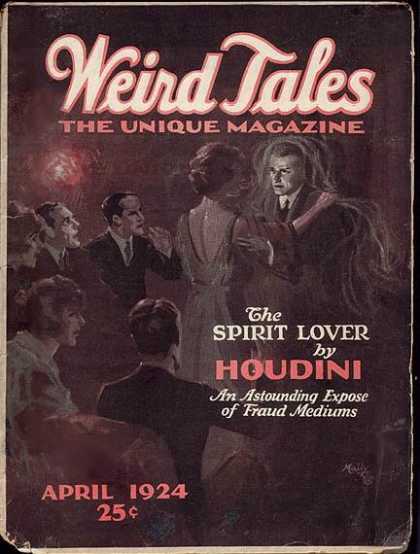 Weird Tales
THE UNIQUE MAGAZINE
The
SPIRIT LOVER
by
HOUDINI
An Astounding Expose
of Fraud Mediums
APRIL 1924
25¢